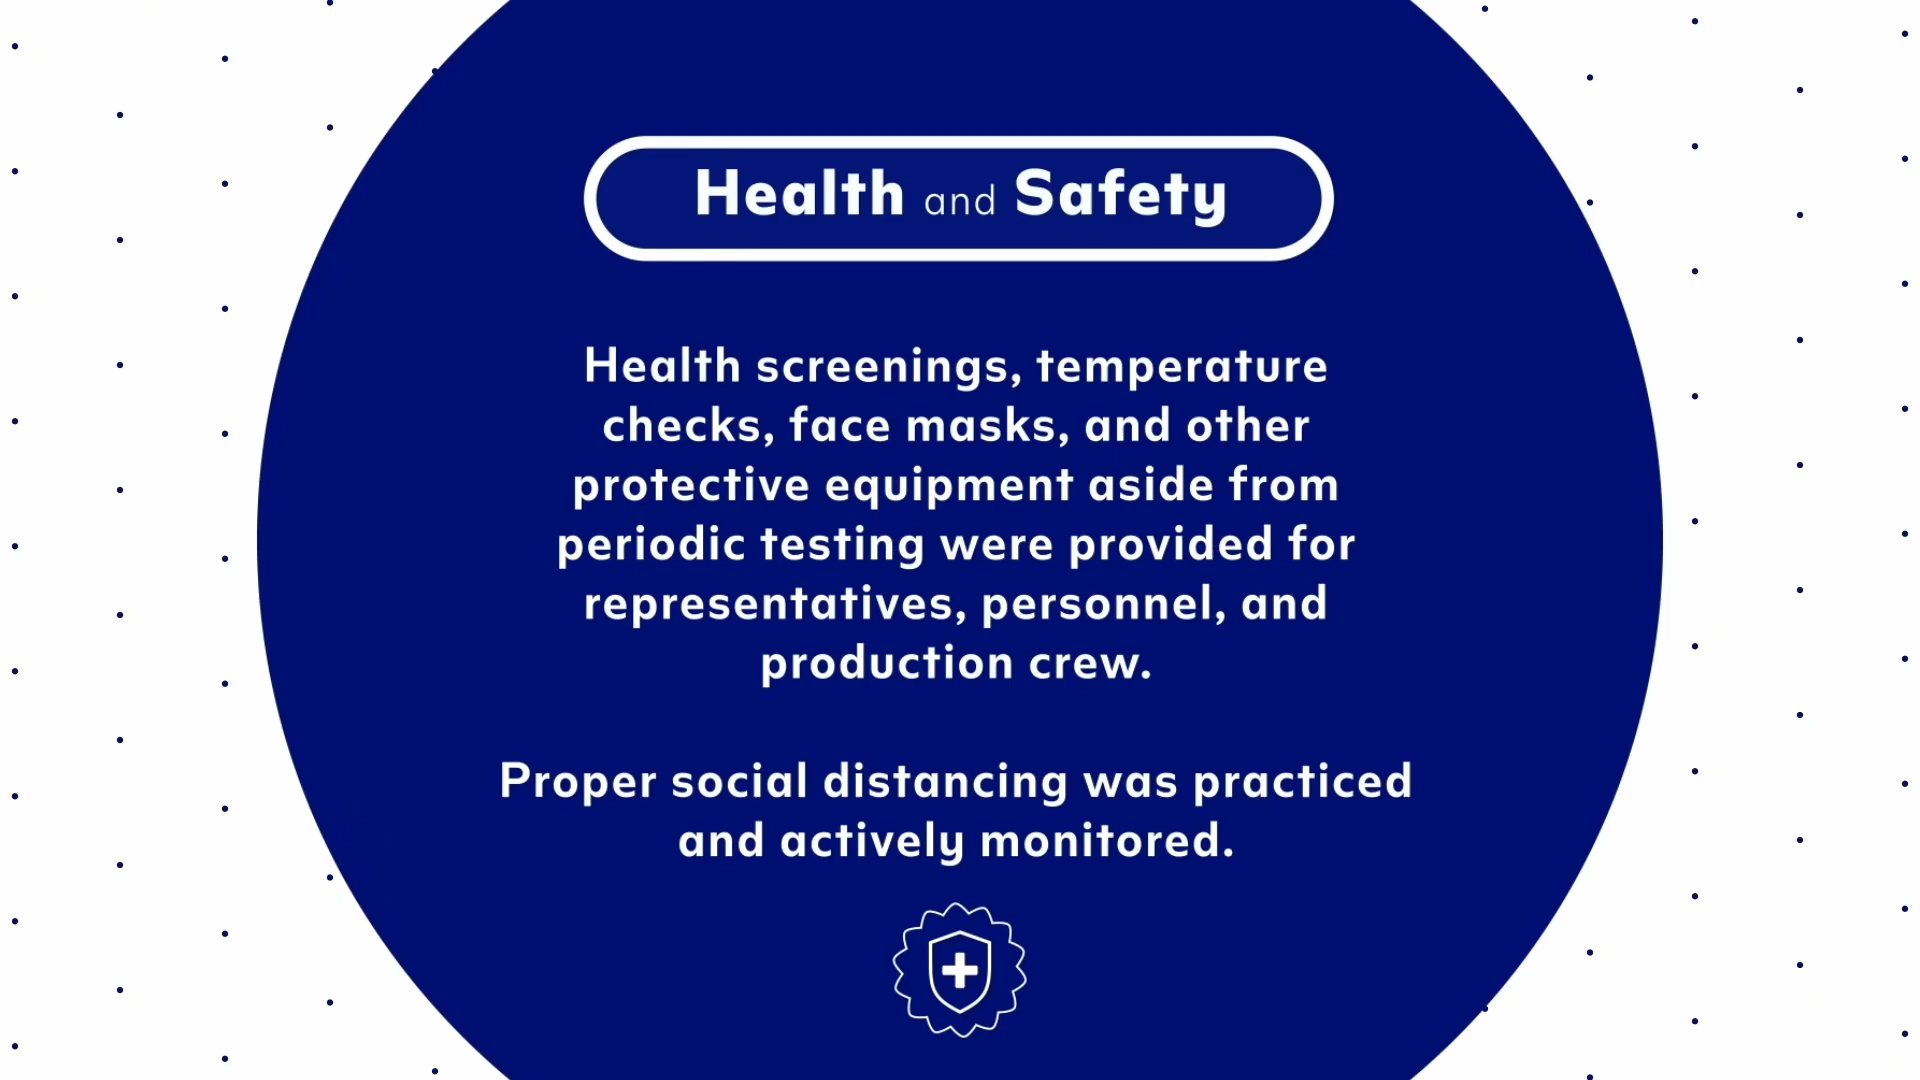 Health and Safety
Health screenings, temperature
checks, face masks, and other
protective equipment aside from
periodic testing were provided for
representatives, personnel, and
production crew.
Proper social distancing was practiced
and actively monitored.